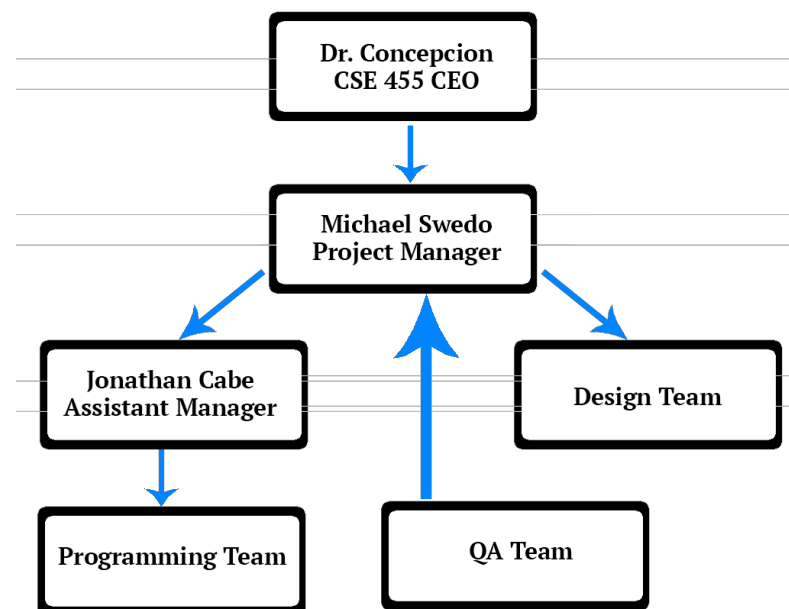 Dr. Concepcion
CSE 455 CEO
Michael Swedo
Project Manager
Jonathan Cabe
Assistant Manager
Design Team
Programming Team
QA Team